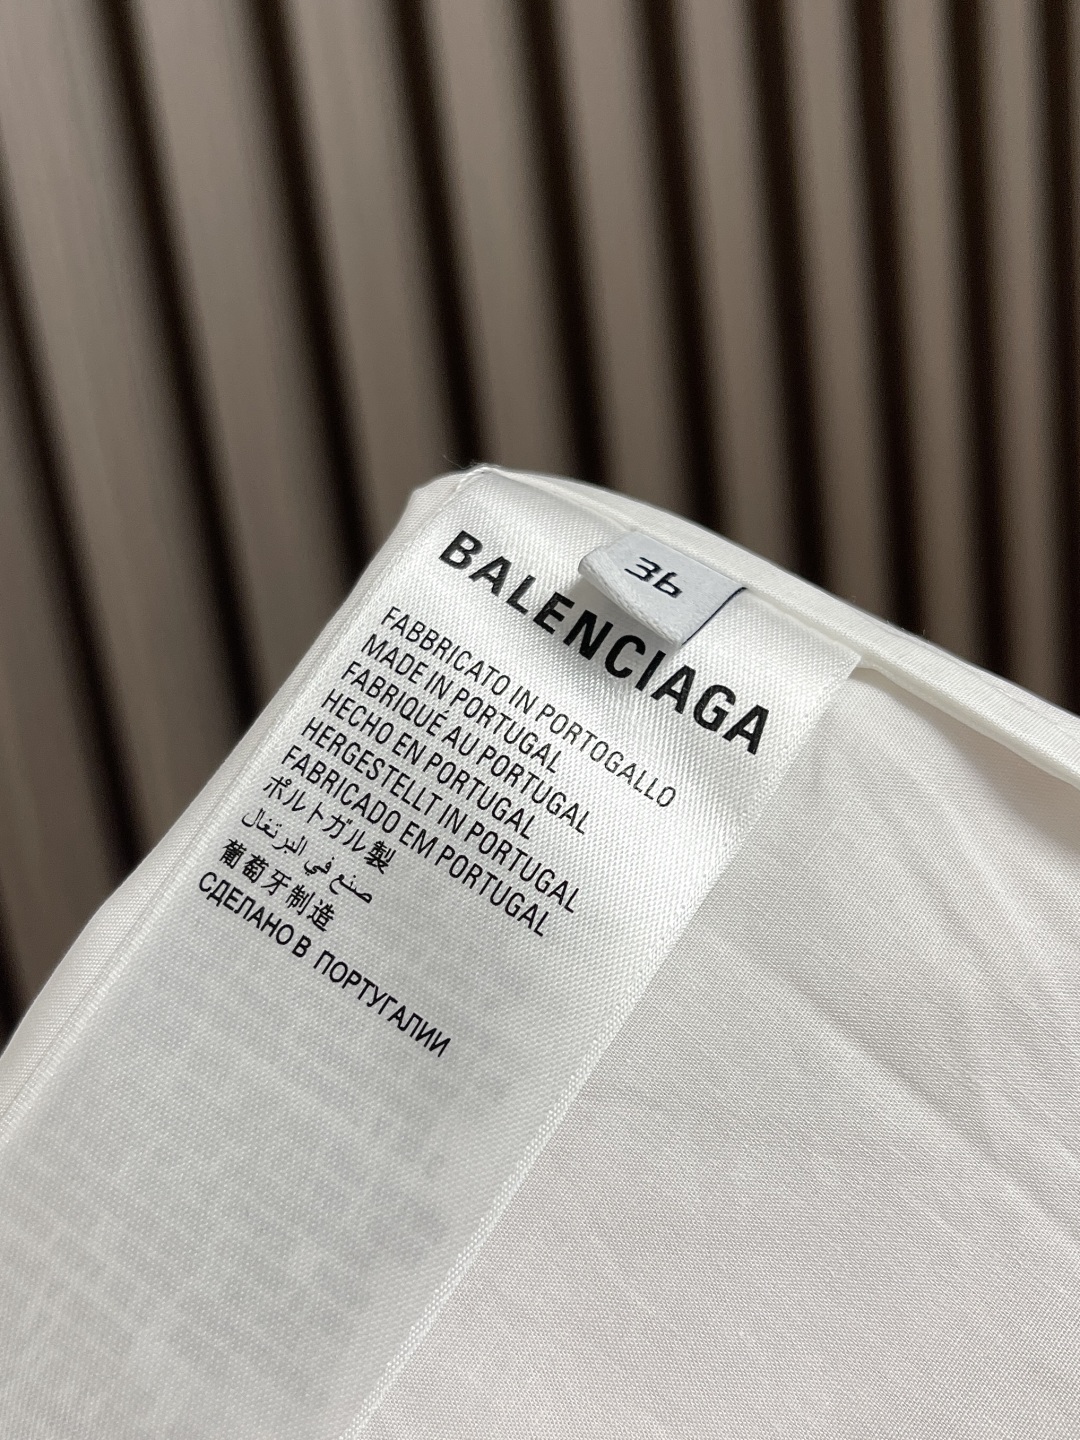 36
BALENCIAGA
FABBRICATO IN PORTOGALLO
MADE IN PORTUGAL
FABRIQUÉ AU PORTUGAL
HECHO EN PORTUGAL
HERGESTELLT IN PORTUGAL
FABRICADO EM PORTUGAL
ポルトガル製
صنع في البرتغال
葡萄牙制造
СДЕЛАНО В ПОРТУГАЛИИ